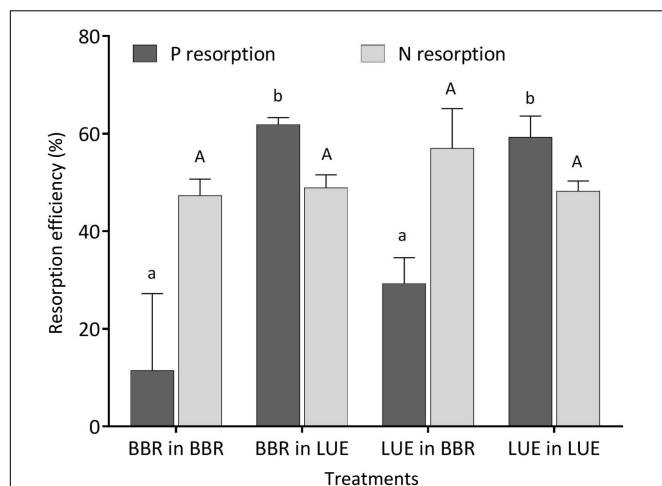 80
P resorption N resorption
60
40
20
0
Resorption efficiency (%)
a A b A a A b A
BBR in BBR BBR in LUE LUE in BBR LUE in LUE
Treatments